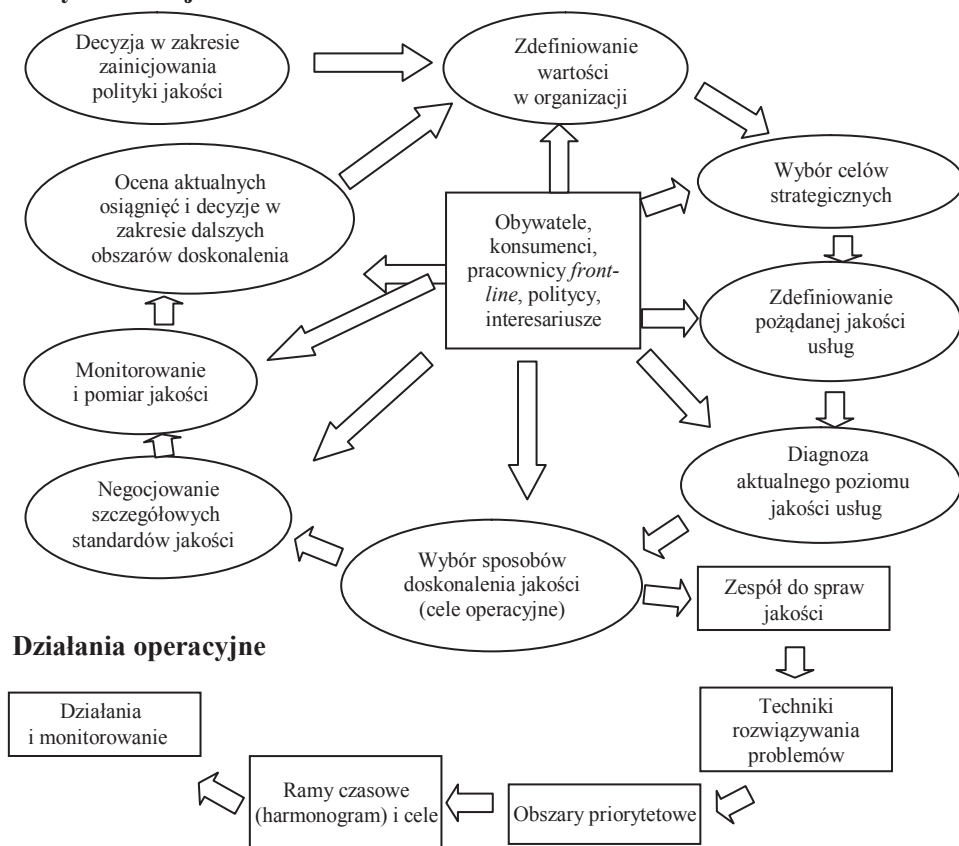 Decyzja w zakresie
zainicjowania
polityki jakości
Zdefiniowanie
wartości
w organizacji
Ocena aktualnych
osiągnięć i decyzje w
zakresie dalszych
obszarów doskonalenia
Obywatele,
konsumenci,
pracownicy front-
line, politycy,
interesariusze
Wybór celów
strategicznych
Zdefiniowanie
pożądanej jakości
usług
Monitorowanie
i pomiar jakości
Diagnoza
aktualnego poziomu
jakości usług
Negocjowanie
szczegółowych
standardów jakości
Wybór sposobów
doskonalenia jakości
(cele operacyjne)
Zespół do spraw
jakości
Działania operacyjne
Działania
i monitorowanie
Techniki
rozwiązywania
problemów
Ramy czasowe
(harmonogram) i cele
Obszary priorytetowe